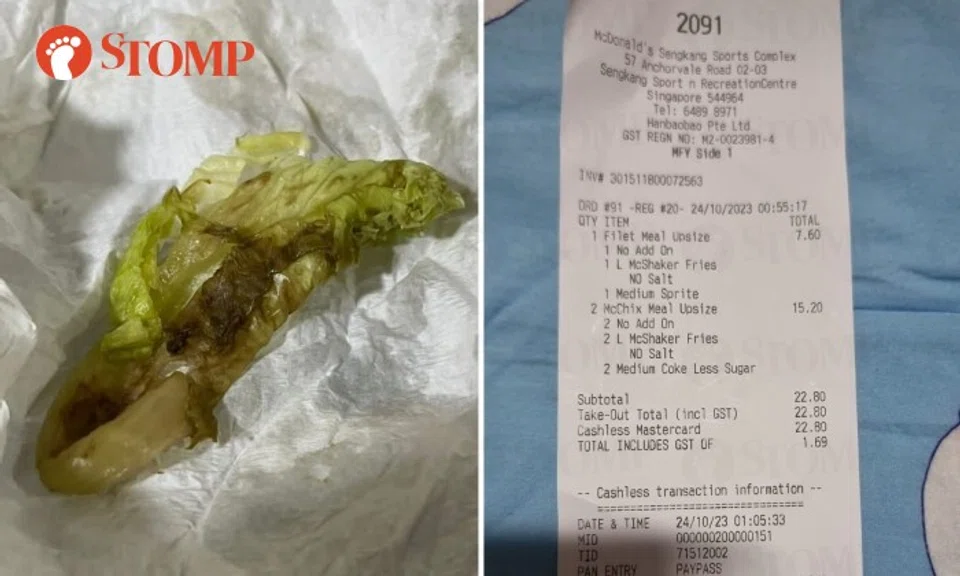 STOMP
2091
McDonald's Sengkang Sports Complex
57 Anchorvale Road 02-03
Sengkang Sport n RecreationCentre
Singapore 544964
Tel: 6489 8971
Hanbaobao Pte Ltd
GST REGN NO: M2-0023981-4
MFY Side 1
INV# 301511800072563
ORD #91 -REG #20- 24/10/2023 00:55:17
QTY ITEM TOTAL
1 Filet Meal Upsize 7.60
1 No Add On
1 L McShaker Fries
NO Salt
1 Medium Sprite
2 McChix Meal Upsize 15.20
2 No Add On
2 L McShaker Fries
NO Salt
2 Medium Coke Less Sugar
Subtotal 22.80
Take-Out Total (incl GST) 22.80
Cashless Mastercard 22.80
TOTAL INCLUDES GST OF 1.69
-- Cashless transaction information --
==============================
DATE & TIME 24/10/23 01:05:33
MID 000000200000151
TID 71512002
PAN ENTRY PAYPASS